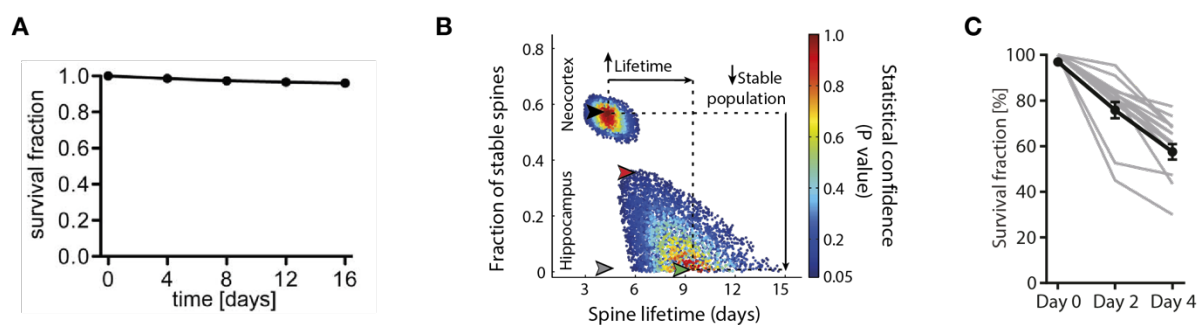 A
survival fraction
1.0
0.8
0.6
0.4
0.2
0.0
0 4 8 12 16
time [days]
B
Fraction of stable spines
0.8
0.6
0.4
0.2
0
Neocortex
Hippocampus
Lifetime
Stable
population
3 6 9 12 15
Spine lifetime (days)
1.0
0.8
0.6
0.4
0.2
0.05
Statistical confidence
(P value)
C
Survival fraction [%]
100
80
60
40
20
0
Day 0 Day 2 Day 4